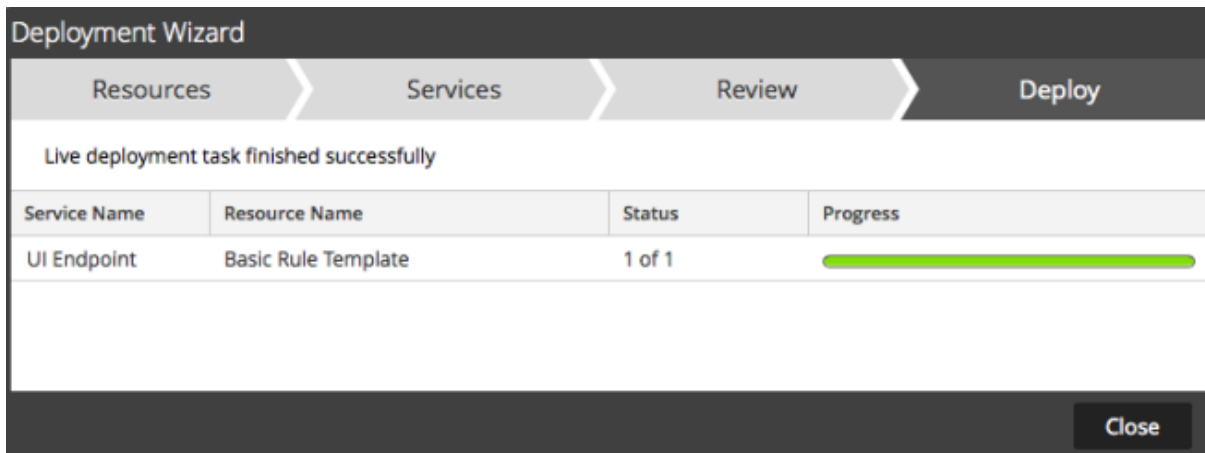 Deployment Wizard
Resources Services Review Deploy
Live deployment task finished successfully
Service Name Resource Name Status Progress
UI Endpoint Basic Rule Template 1 of 1
Close